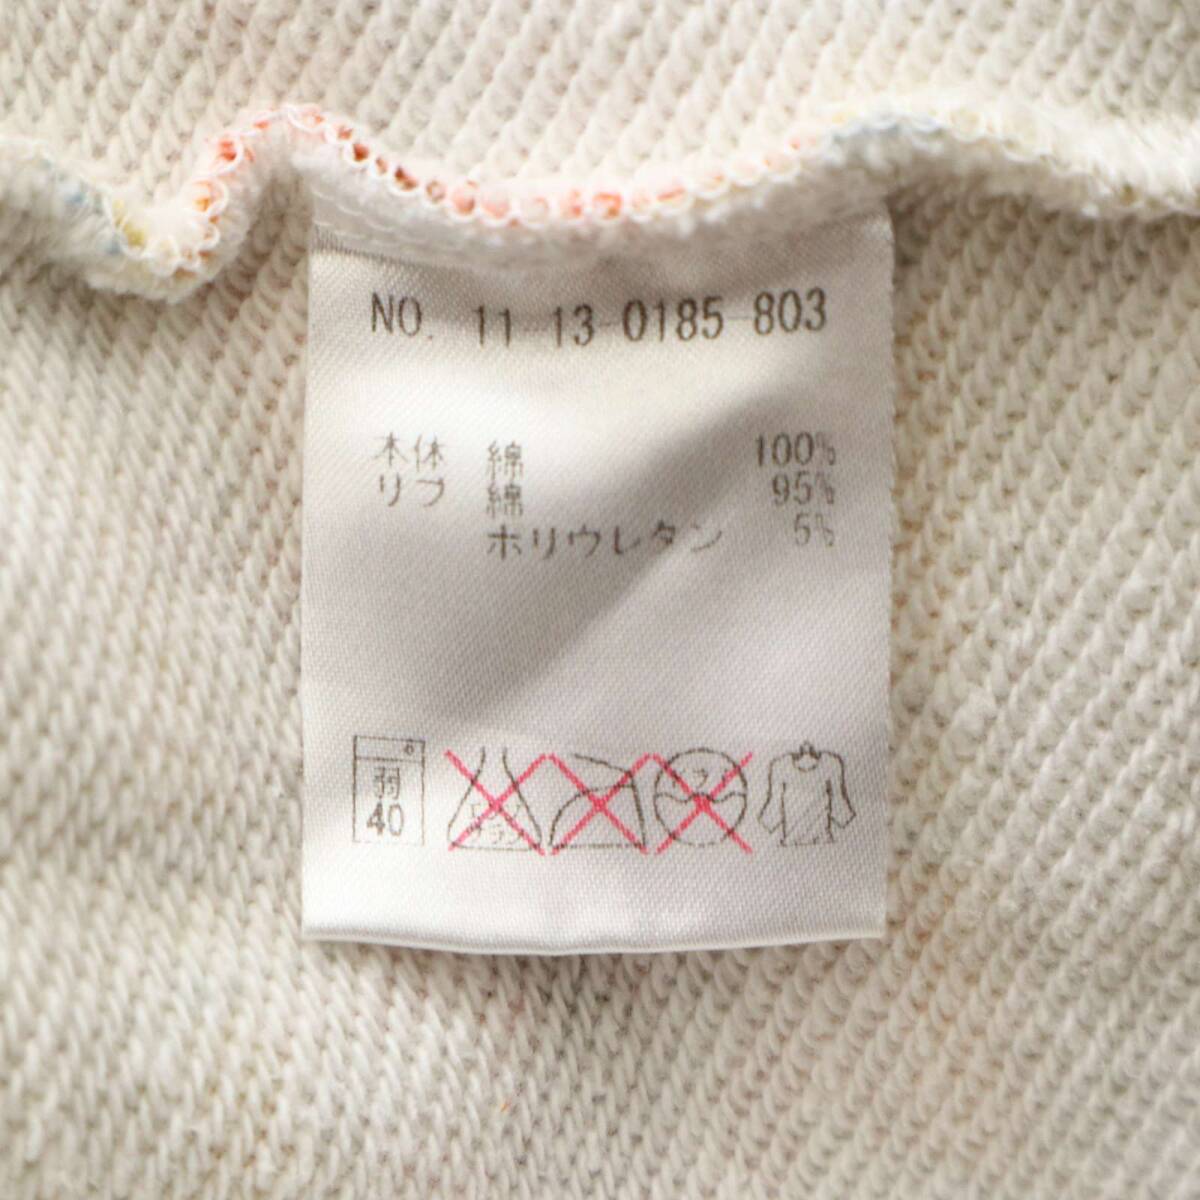 NO. 11-13-0185-803
本体 綿 100%
リブ 綿 95%
ポリウレタン 5%
弱
40